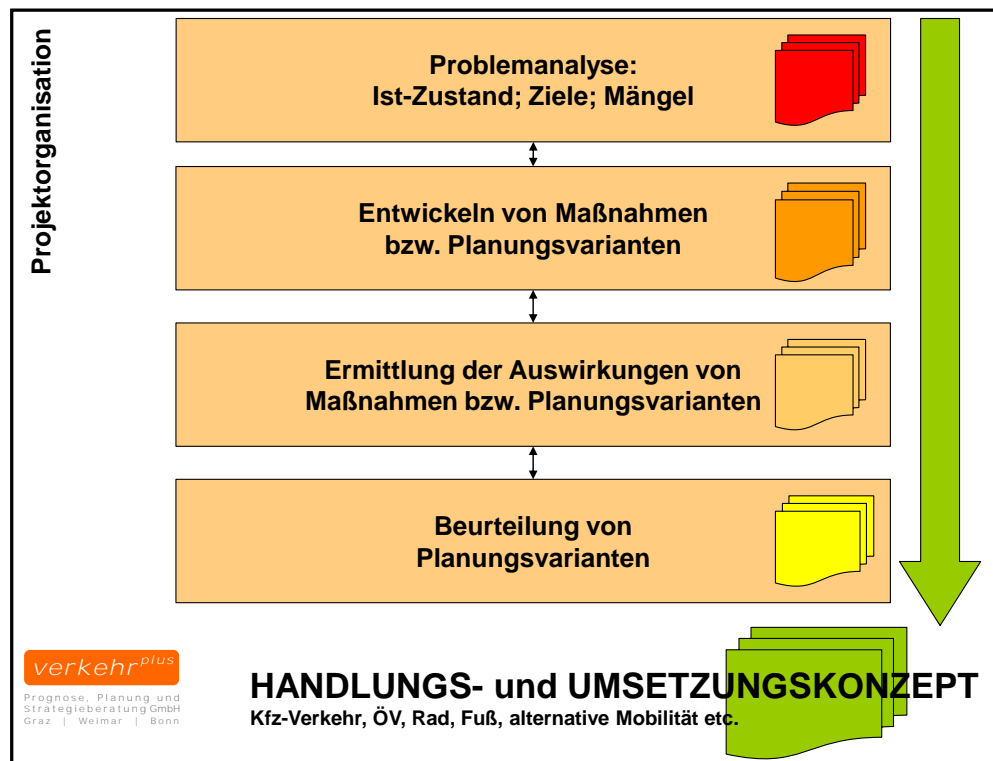 Projektorganisation
Problemanalyse:
Ist-Zustand; Ziele; Mängel
Entwickeln von Maßnahmen
bzw. Planungsvarianten
Ermittlung der Auswirkungen von
Maßnahmen bzw. Planungsvarianten
Beurteilung von
Planungsvarianten
verkehr plus
Prognose, Planung und
Strategieberatung GmbH
Graz | Weimar | Bonn
HANDLUNGS- und UMSETZUNGSKONZEPT
Kfz-Verkehr, ÖV, Rad, Fuß, alternative Mobilität etc.